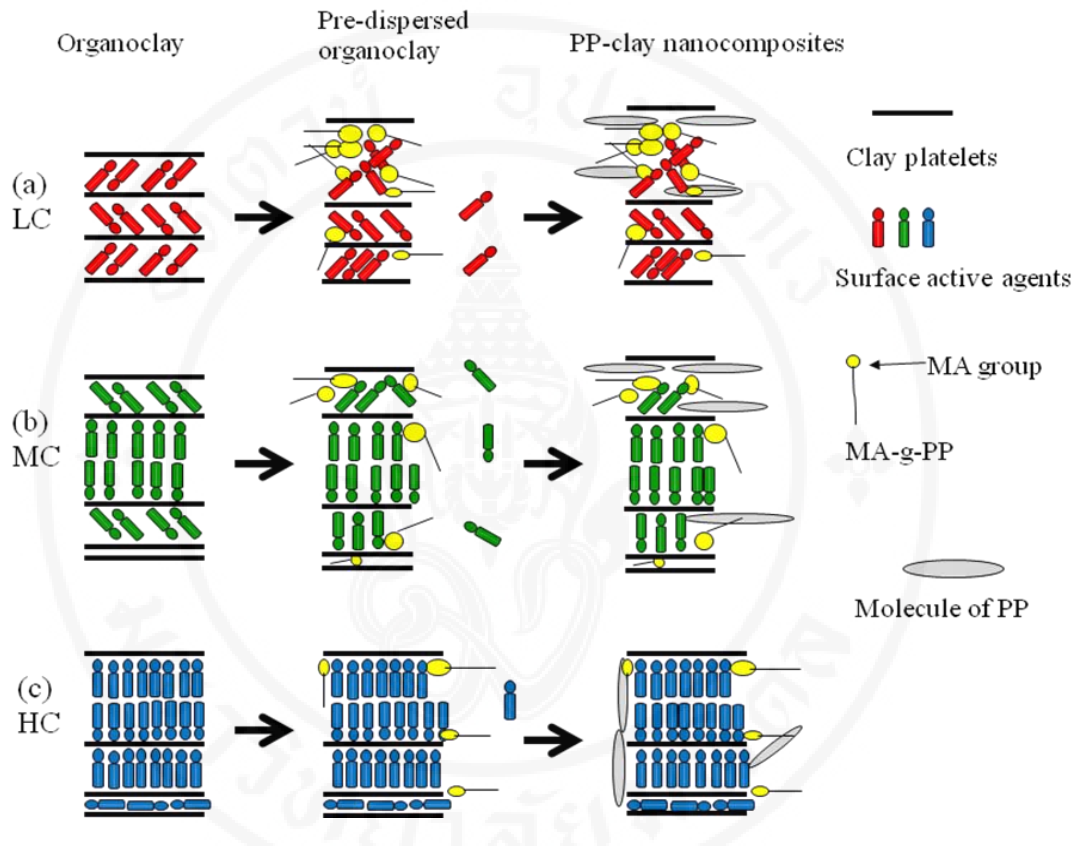 Organoclay
Pre-dispersed
organoclay
PP-clay nanocomposites
(a)
LC
Clay platelets
Surface active agents
(b)
MC
MA group
MA-g-PP
Molecule of PP
(c)
HC